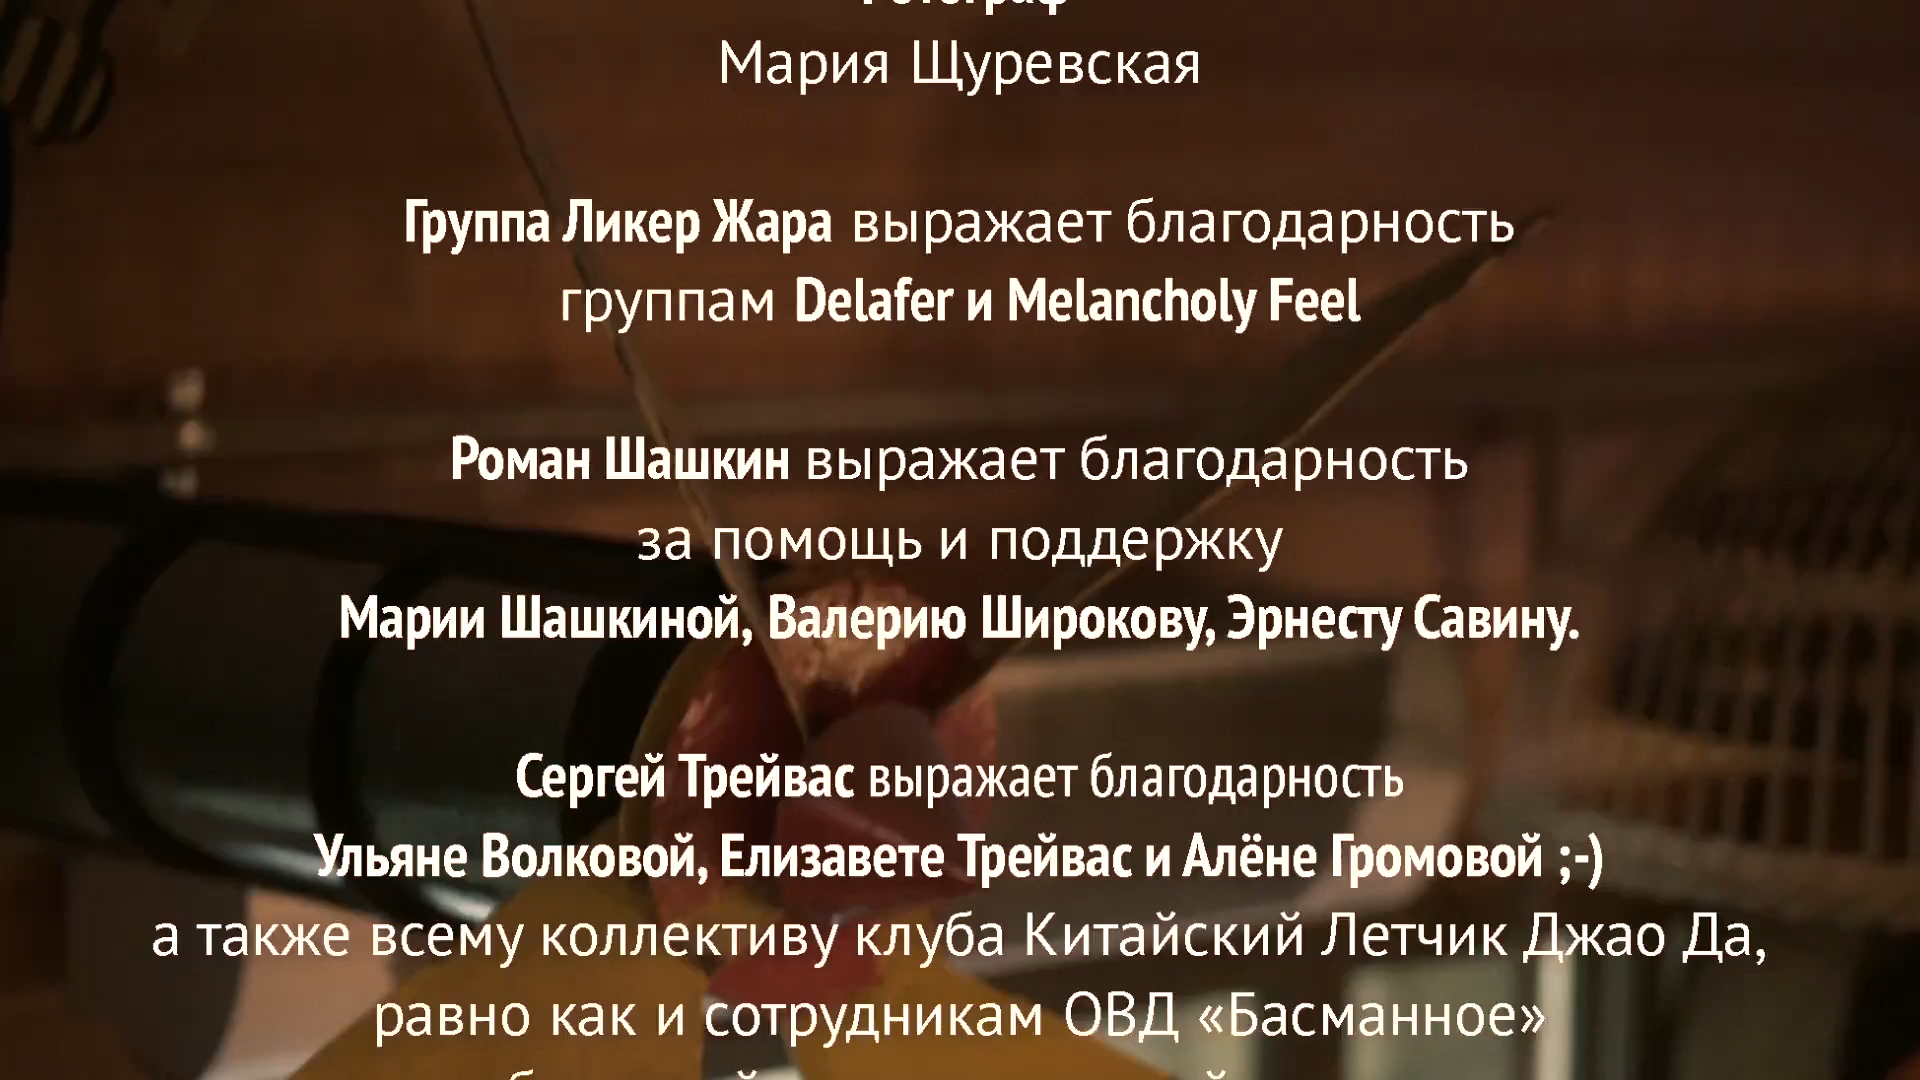 Мария Щуревская
Группа Ликер Жара выражает благодарность
группам Delafer и Melancholy Feel
Роман Шашкин выражает благодарность
за помощь и поддержку
Марии Шашкиной, Валерию Широкову, Эрнесту Савину.
Сергей Трейвас выражает благодарность
Ульяне Волковой, Елизавете Трейвас и Алёне Громовой ;-)
а также всему коллективу клуба Китайский Летчик Джао Да,
равно как и сотрудникам ОВД «Басманное»